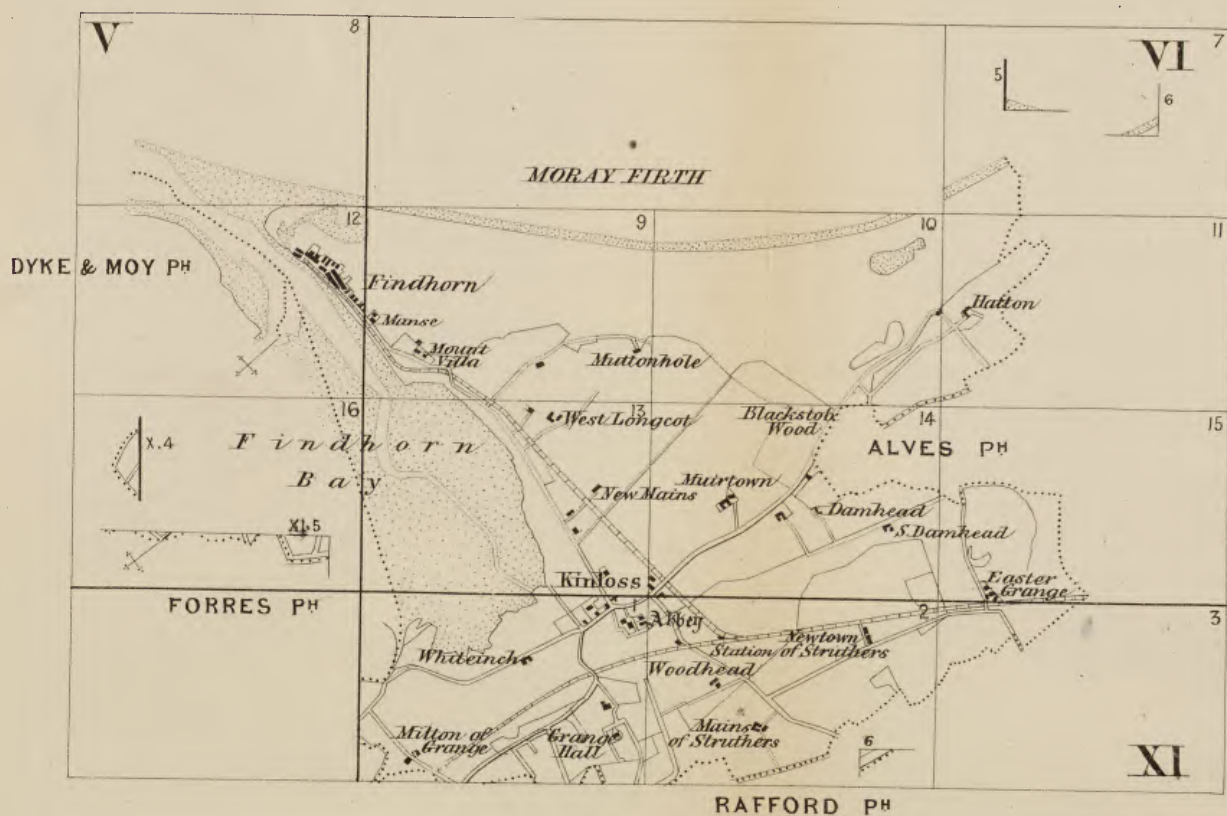 V
8
7
VI
5
6
MORAY FIRTH
12
9
10
11
DYKE & MOY PH
Findhorn
Hatton
Manse
Mount
Villa
Muttonhole
16
13
14
15
West Longcot
Blackstob
Wood
X.4
Findhorn
Bay
ALVES PH
New Mains
Muirtown
Damhead
S. Damhead
XI.5
Kinloss
Easter
Grange
FORRES PH
Abbey
2
3
Newtown
Station of Struthers
Whiteinch
Woodhead
Milton of
Grange
Grange
Hall
Mains
of Struthers
6
XI
RAFFORD PH